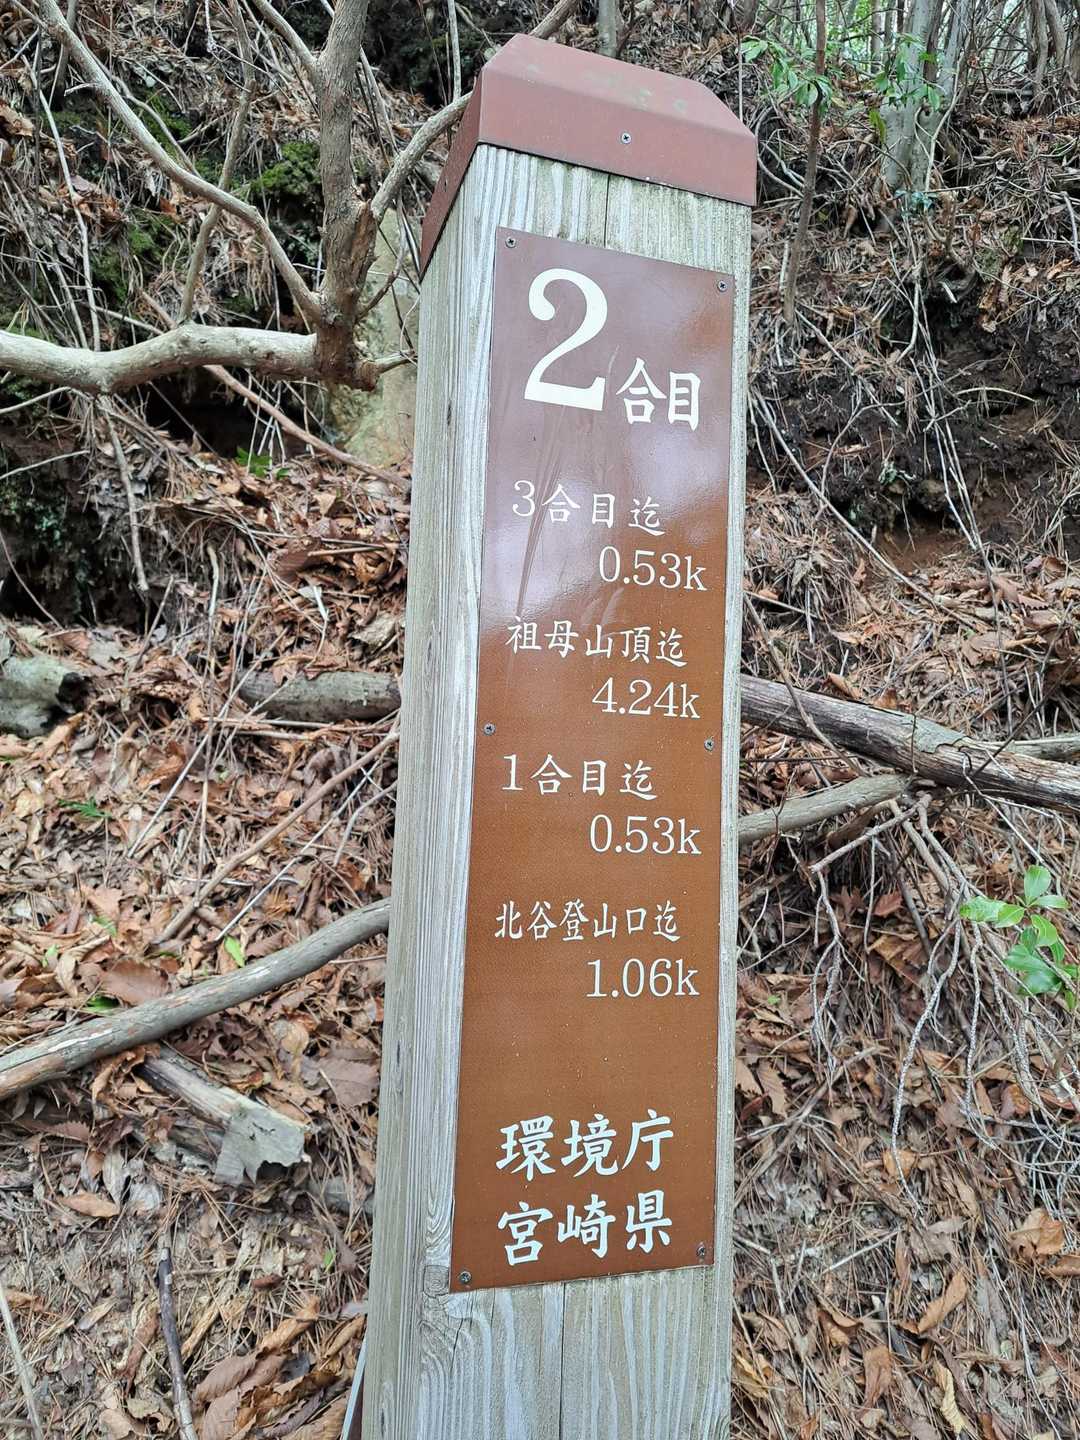 2合目
3合目迄
0.53k
祖母山頂迄
4.24k
1合目迄
0.53k
北谷登山口迄
1.06k
環境庁
宮崎県